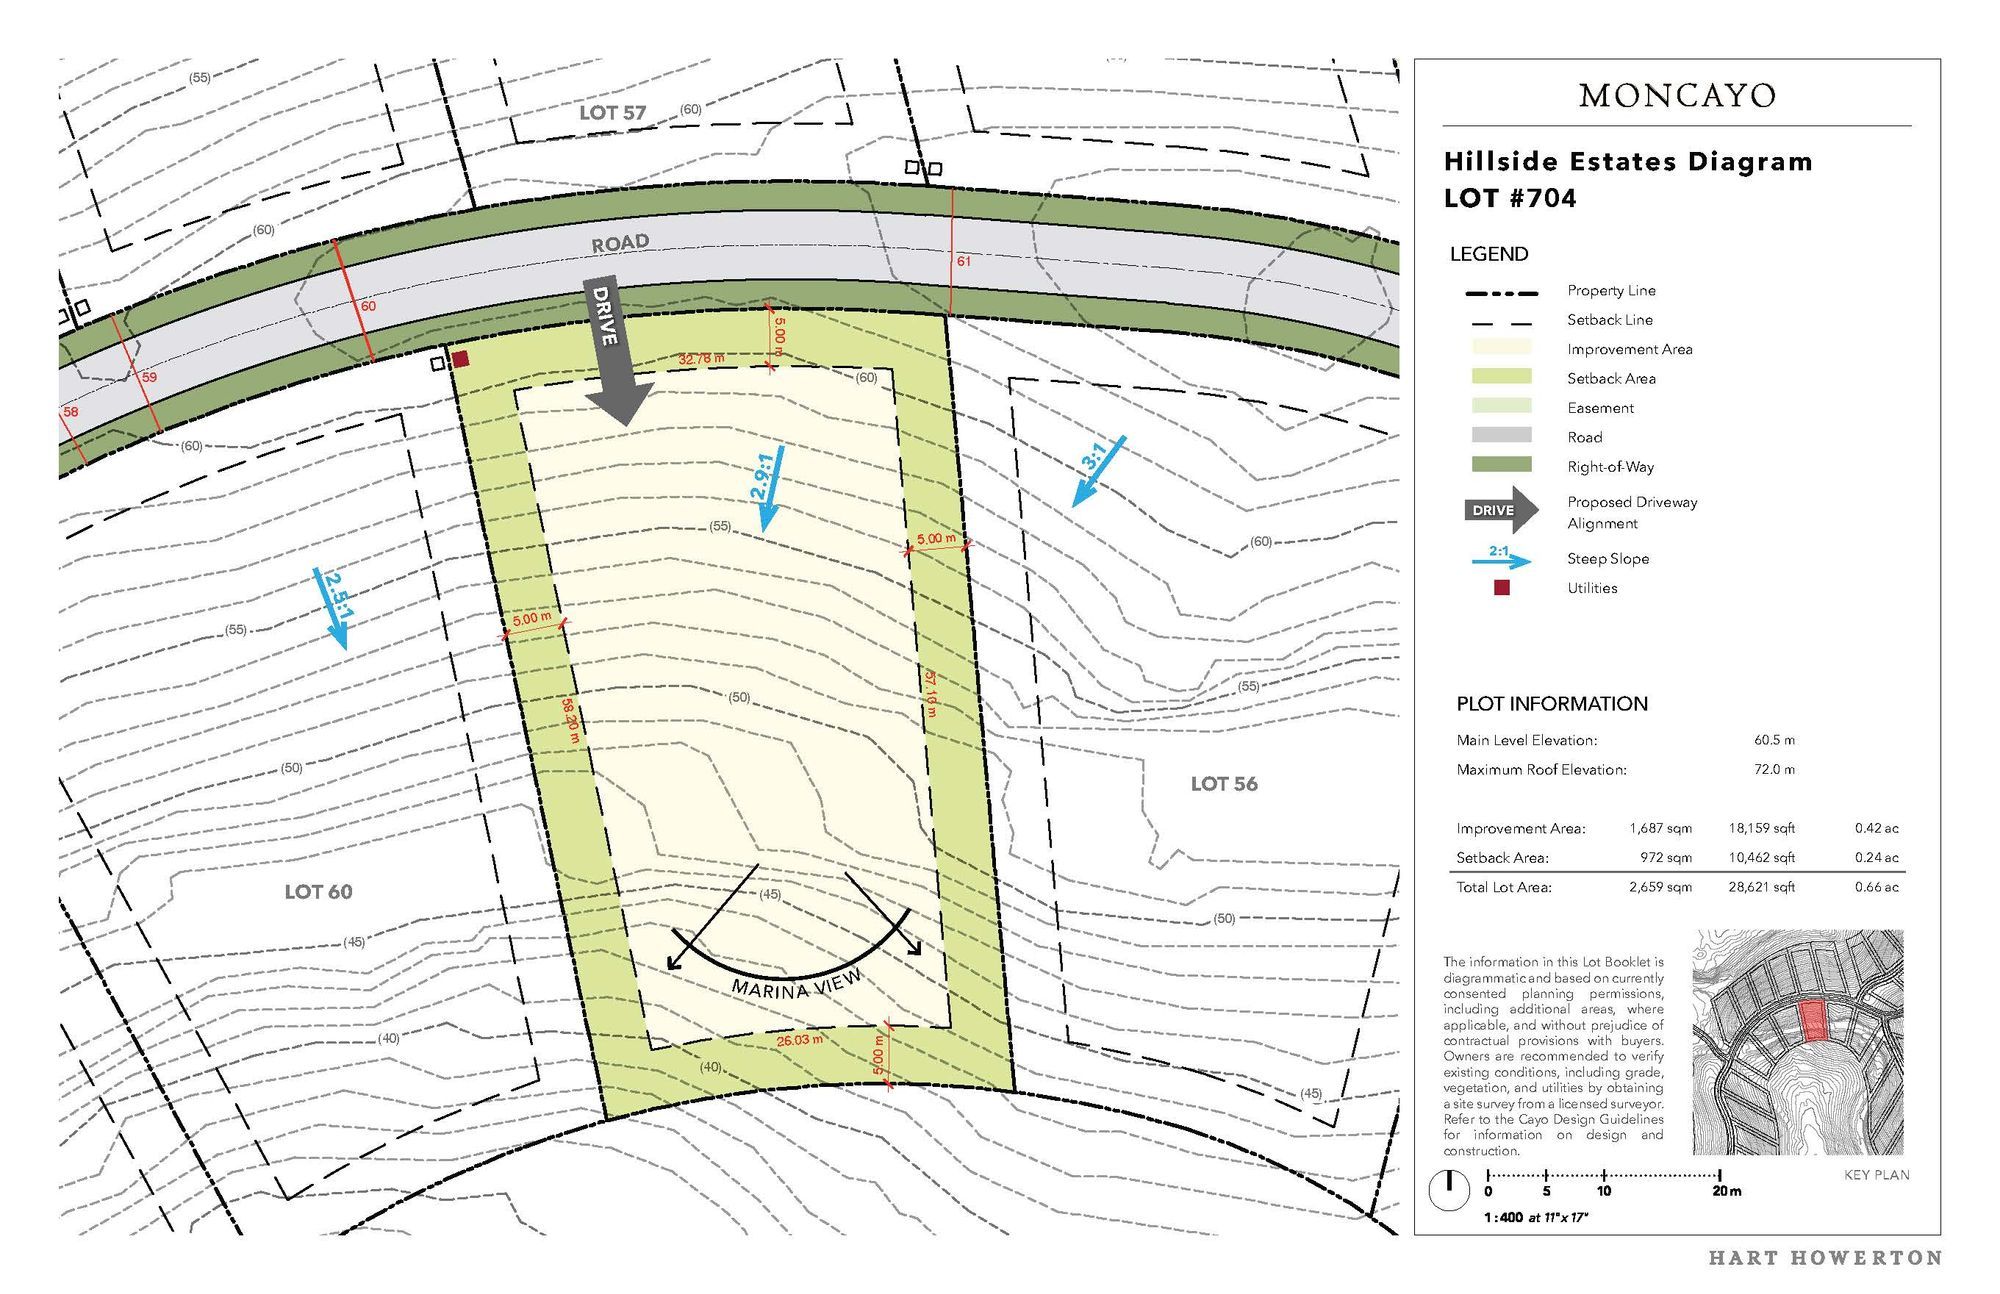 (55)
LOT 57
(60)
(60)
ROAD
61
60
59
58
DRIVE
5.00 m
32.78 m
(60)
(60)
2.9:1
3:1
(55)
5.00 m
(60)
2.5:1
(55)
5.00 m
58.20 m
57.10 m
(50)
(55)
(50)
LOT 56
LOT 60
(45)
(50)
(45)
MARINA VIEW
26.03 m
5.00 m
(40)
(40)
(45)
MONCAYO
Hillside Estates Diagram
LOT #704
LEGEND
Property Line
Setback Line
Improvement Area
Setback Area
Easement
Road
Right-of-Way
DRIVE Proposed Driveway
Alignment
2:1 Steep Slope
Utilities
PLOT INFORMATION
Main Level Elevation: 60.5 m
Maximum Roof Elevation: 72.0 m
Improvement Area: 1,687 sqm 18,159 sqft 0.42 ac
Setback Area: 972 sqm 10,462 sqft 0.24 ac
Total Lot Area: 2,659 sqm 28,621 sqft 0.66 ac
The information in this Lot Booklet is
diagrammatic and based on currently
consented planning permissions,
including additional areas, where
applicable, and without prejudice of
contractual provisions with buyers.
Owners are recommended to verify
existing conditions, including grade,
vegetation, and utilities by obtaining
a site survey from a licensed surveyor.
Refer to the Cayo Design Guidelines
for information on design and
construction.
KEY PLAN
0 5 10 20m
1:400 at 11"x 17"
HART HOWERTON